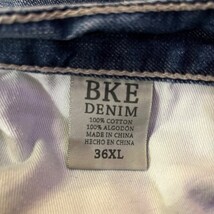 BKE
DENIM
100% COTTON
100% ALGODON
MADE IN CHINA
HECHO EN CHINA
36XL